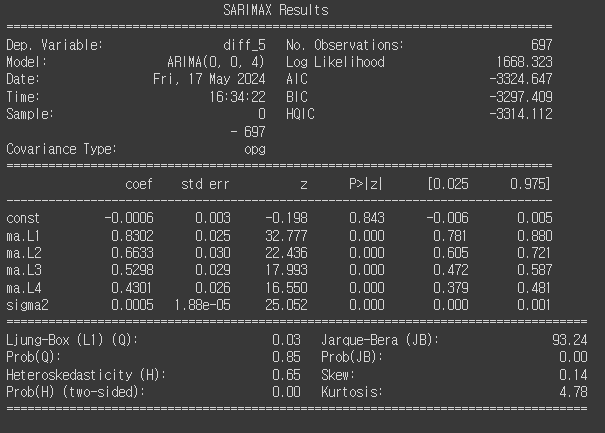 SARIMAX Results
==============================================================================
Dep. Variable: diff_5 No. Observations: 697
Model: ARIMA(0, 0, 4) Log Likelihood 1668.323
Date: Fri, 17 May 2024 AIC -3324.647
Time: 16:34:22 BIC -3297.409
Sample: 0 HQIC -3314.112
- 697
Covariance Type: opg
==============================================================================
coef std err z P>|z| [0.025 0.975]
------------------------------------------------------------------------------
const -0.0006 0.003 -0.198 0.843 -0.006 0.005
ma.L1 0.8302 0.025 32.777 0.000 0.781 0.880
ma.L2 0.6633 0.030 22.436 0.000 0.605 0.721
ma.L3 0.5298 0.029 17.993 0.000 0.472 0.587
ma.L4 0.4301 0.026 16.550 0.000 0.379 0.481
sigma2 0.0005 1.88e-05 25.052 0.000 0.000 0.001
===================================================================================
Ljung-Box (L1) (Q): 0.03 Jarque-Bera (JB): 93.24
Prob(Q): 0.85 Prob(JB): 0.00
Heteroskedasticity (H): 0.65 Skew: 0.14
Prob(H) (two-sided): 0.00 Kurtosis: 4.78
===================================================================================